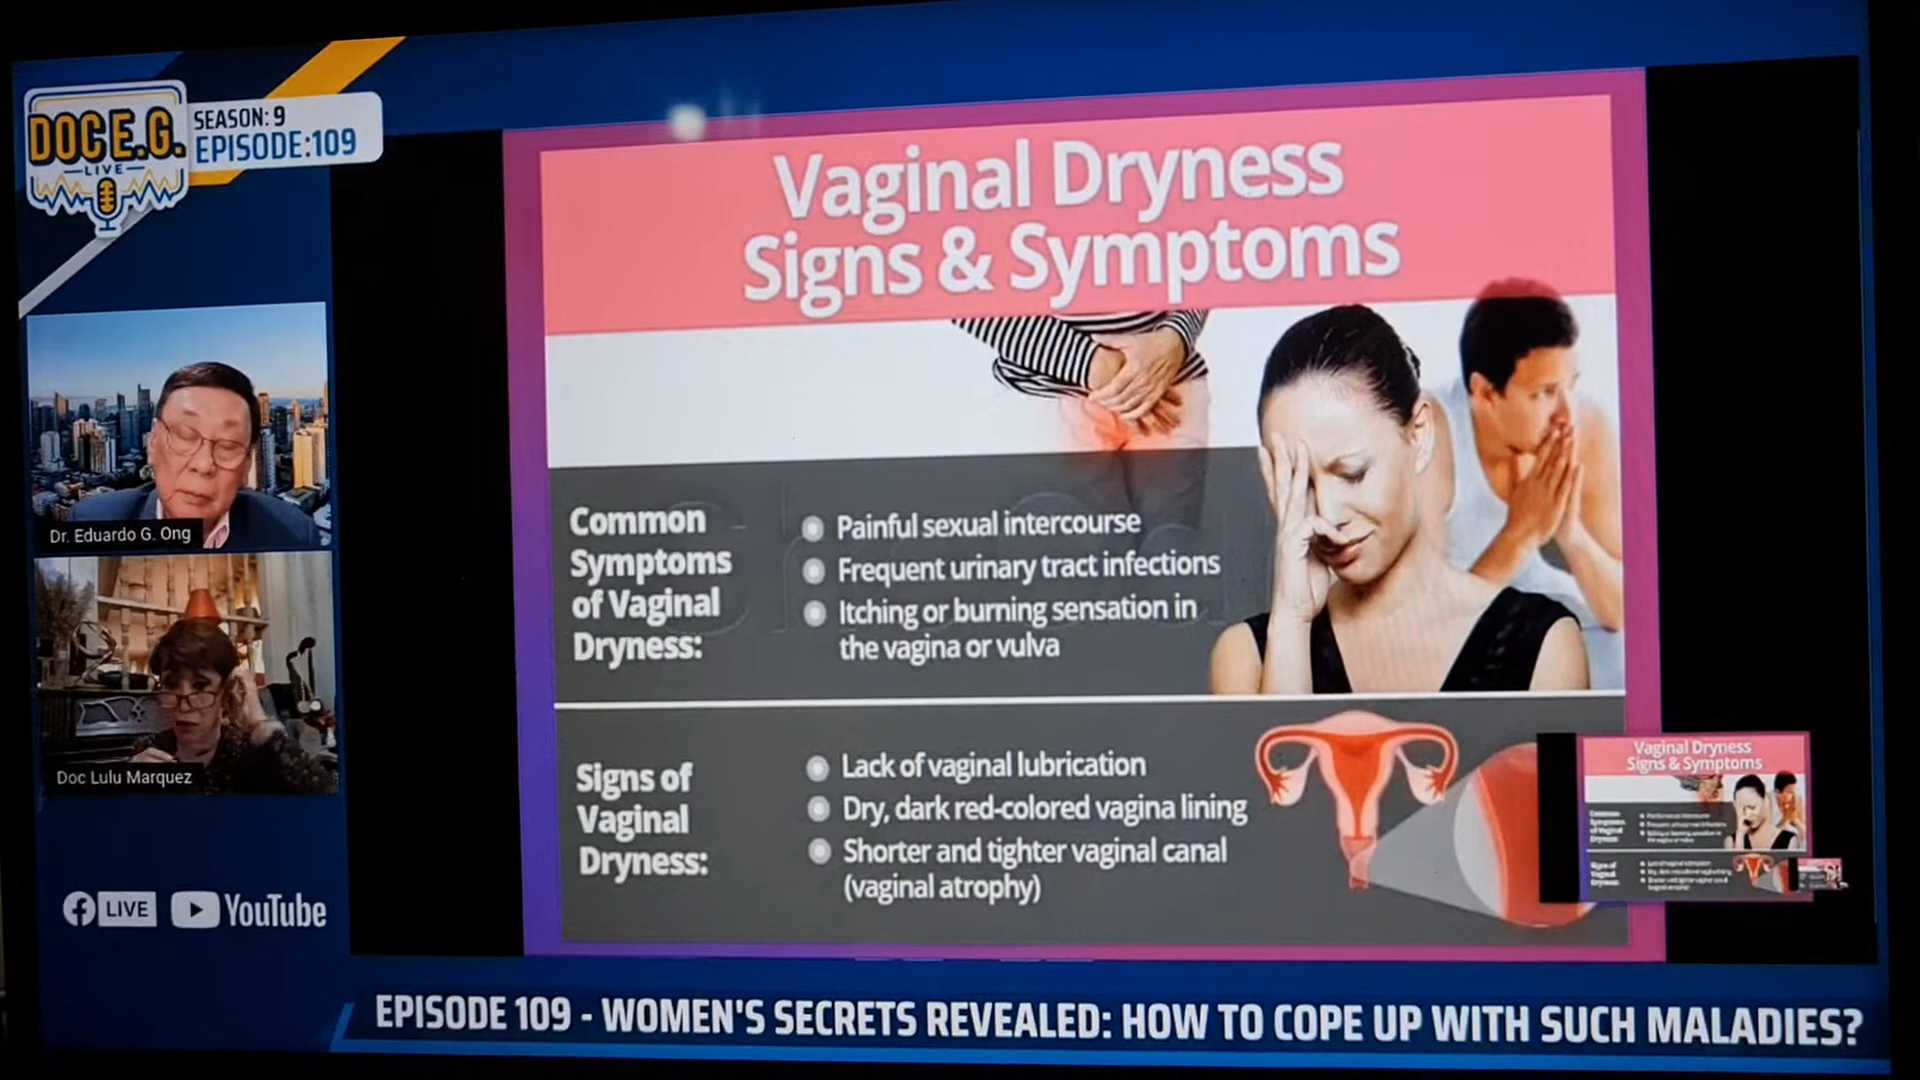 DOC E.G.
LIVE
SEASON: 9
EPISODE:109
Vaginal Dryness
Signs & Symptoms
Common
Symptoms
of Vaginal
Dryness:
Painful sexual intercourse
Frequent urinary tract infections
Itching or burning sensation in
the vagina or vulva
Signs of
Vaginal
Dryness:
Lack of vaginal lubrication
Dry, dark red-colored vagina lining
Shorter and tighter vaginal canal
(vaginal atrophy)
Dr. Eduardo G. Ong
Doc Lulu Marquez
LIVE
YouTube
Vaginal Dryness
Signs & Symptoms
EPISODE 109 - WOMEN'S SECRETS REVEALED: HOW TO COPE UP WITH SUCH MALADIES?